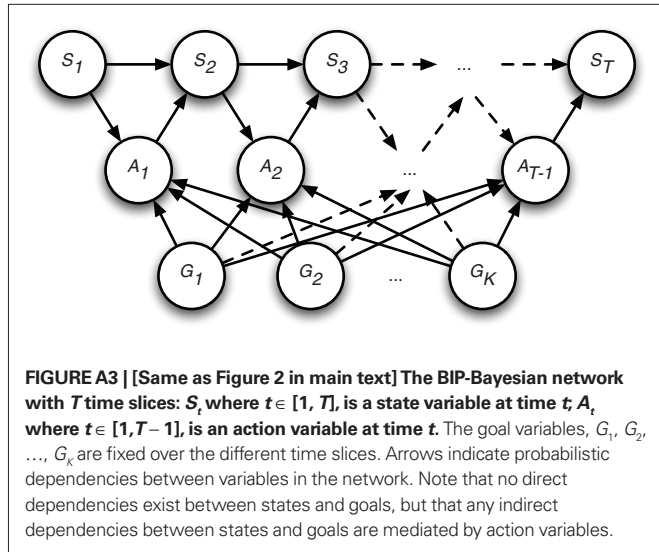 S1 S2 S3 ... ST
A1 A2 ... AT-1
G1 G2 ... GK
FIGURE A3 | [Same as Figure 2 in main text] The BIP-Bayesian network
with T time slices: St where t ∈ [1, T], is a state variable at time t; At
where t ∈ [1,T − 1], is an action variable at time t. The goal variables, G1, G2,
…, GK are fixed over the different time slices. Arrows indicate probabilistic
dependencies between variables in the network. Note that no direct
dependencies exist between states and goals, but that any indirect
dependencies between states and goals are mediated by action variables.